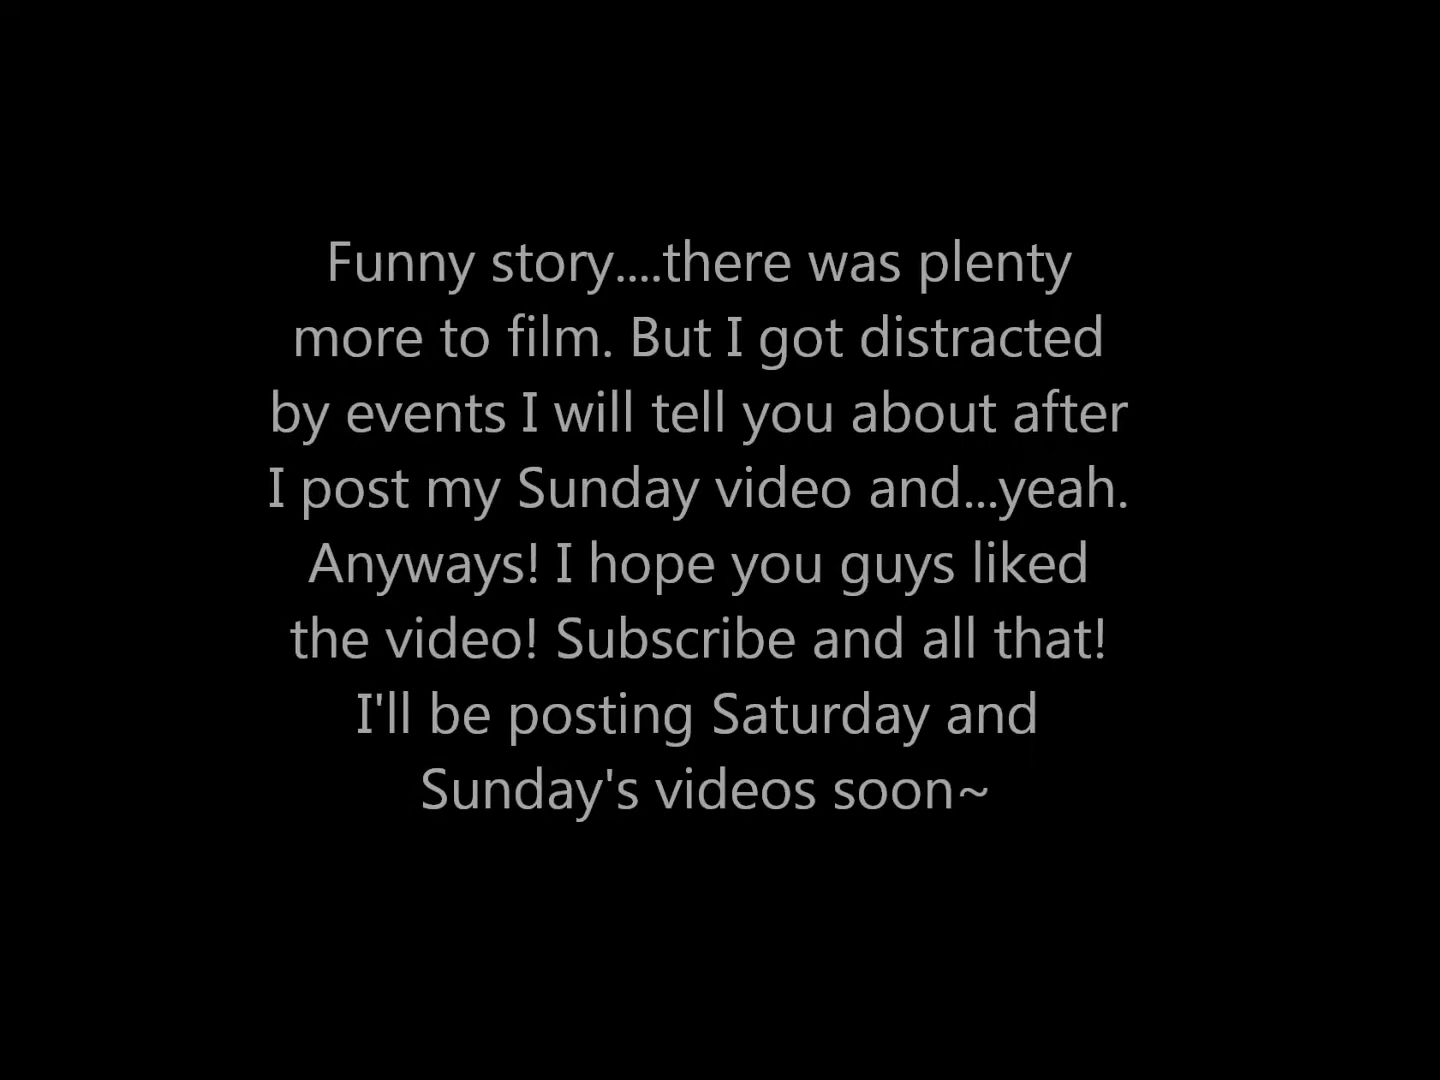 Funny story....there was plenty
more to film. But I got distracted
by events I will tell you about after
I post my Sunday video and...yeah.
Anyways! I hope you guys liked
the video! Subscribe and all that!
I'll be posting Saturday and
Sunday's videos soon~